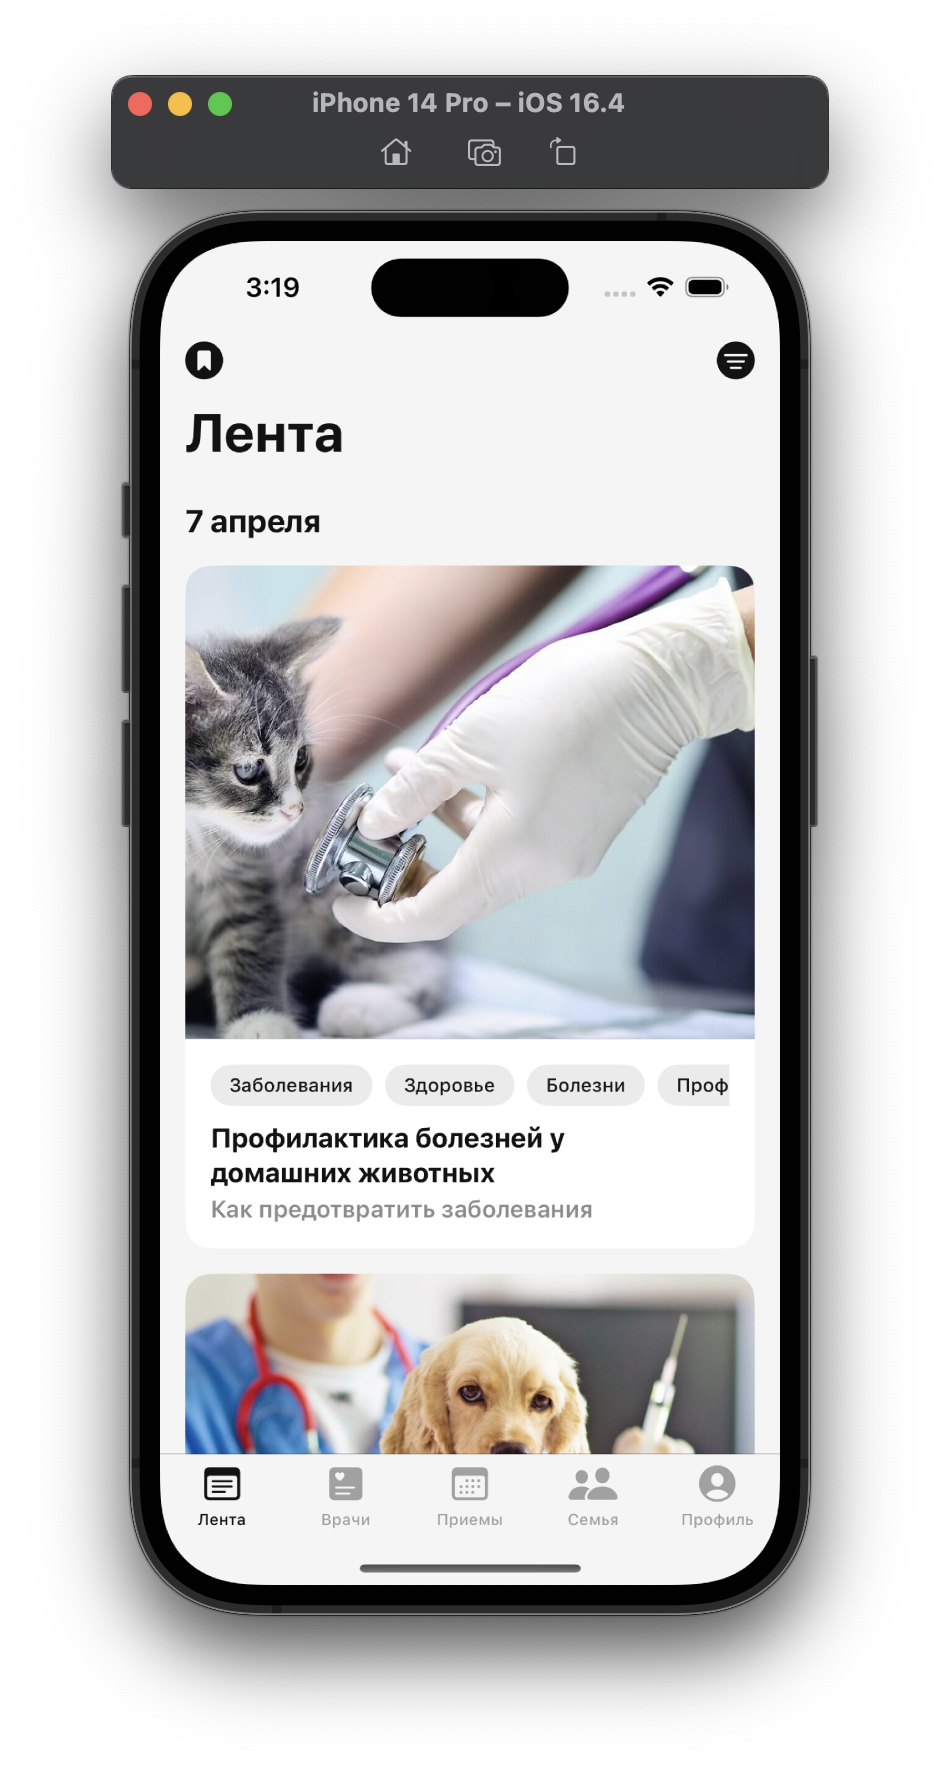 iPhone 14 Pro – iOS 16.4
3:19
Лента
7 апреля
Заболевания Здоровье Болезни Проф
Профилактика болезней у
домашних животных
Как предотвратить заболевания
Лента Врачи Приемы Семья Профиль